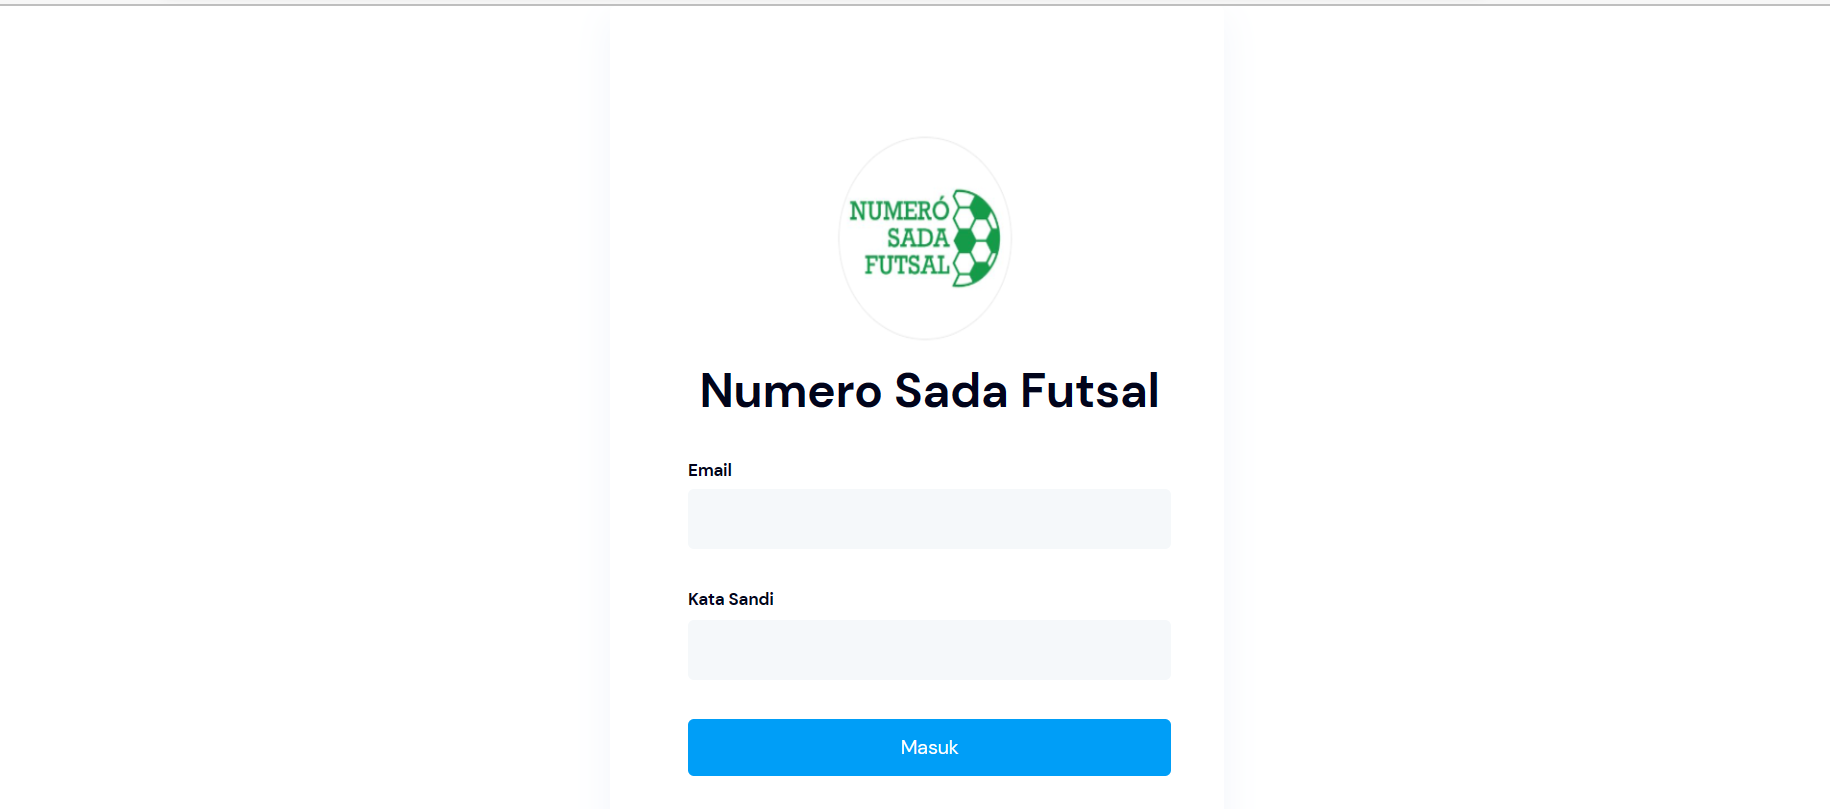 NUMERÓ
SADA
FUTSAL
Numero Sada Futsal
Email
Kata Sandi
Masuk